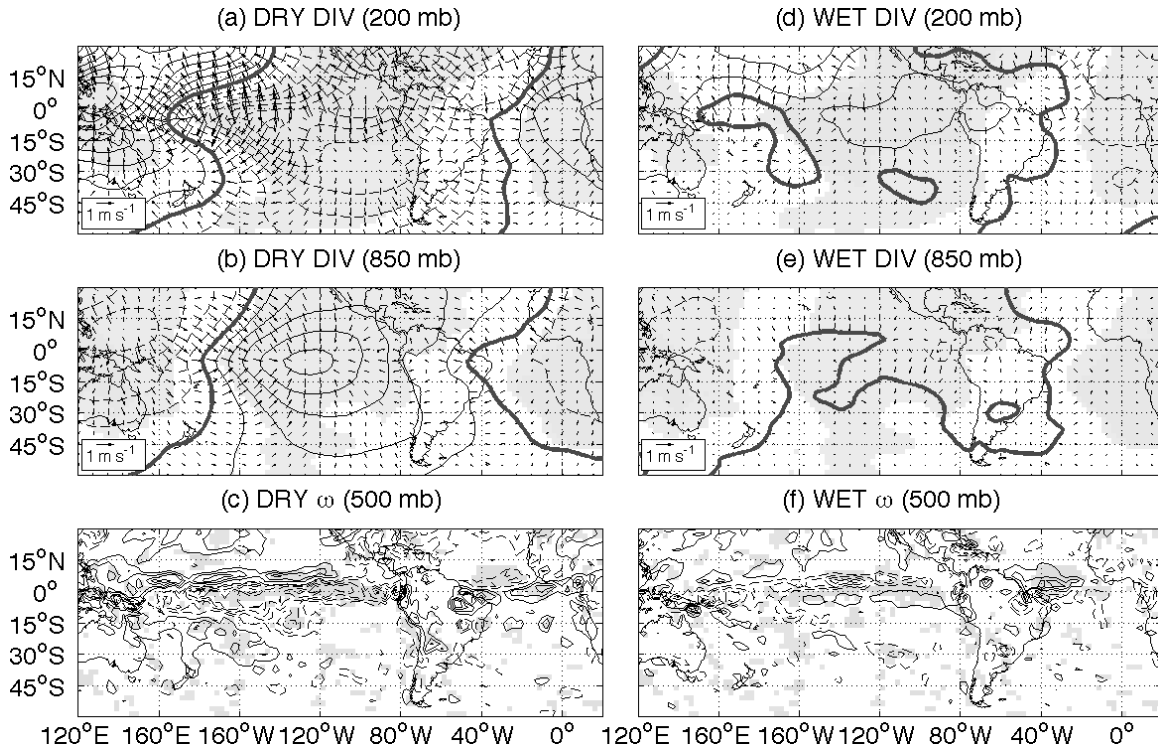 (a) DRY DIV (200 mb)
(d) WET DIV (200 mb)
15°N
0°
15°S
30°S
45°S
1 m s⁻¹
1 m s⁻¹
(b) DRY DIV (850 mb)
(e) WET DIV (850 mb)
15°N
0°
15°S
30°S
45°S
1 m s⁻¹
1 m s⁻¹
(c) DRY ω (500 mb)
(f) WET ω (500 mb)
15°N
0°
15°S
30°S
45°S
120°E 160°E 160°W 120°W 80°W 40°W 0°
120°E 160°E 160°W 120°W 80°W 40°W 0°